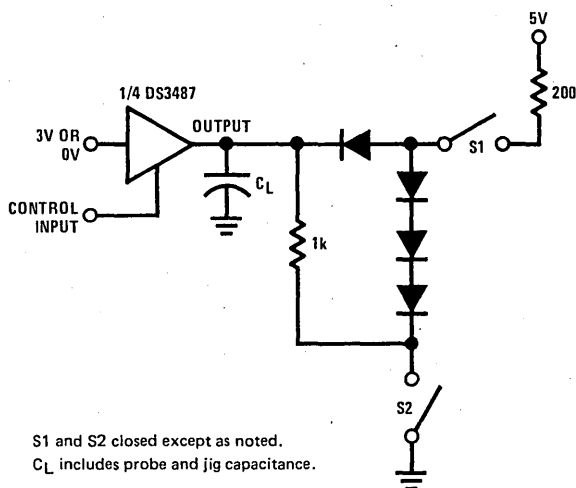 5V
1/4 DS3487
200
OUTPUT
3V OR
0V
S1
CL
CONTROL
INPUT
1k
S2
S1 and S2 closed except as noted.
CL includes probe and jig capacitance.